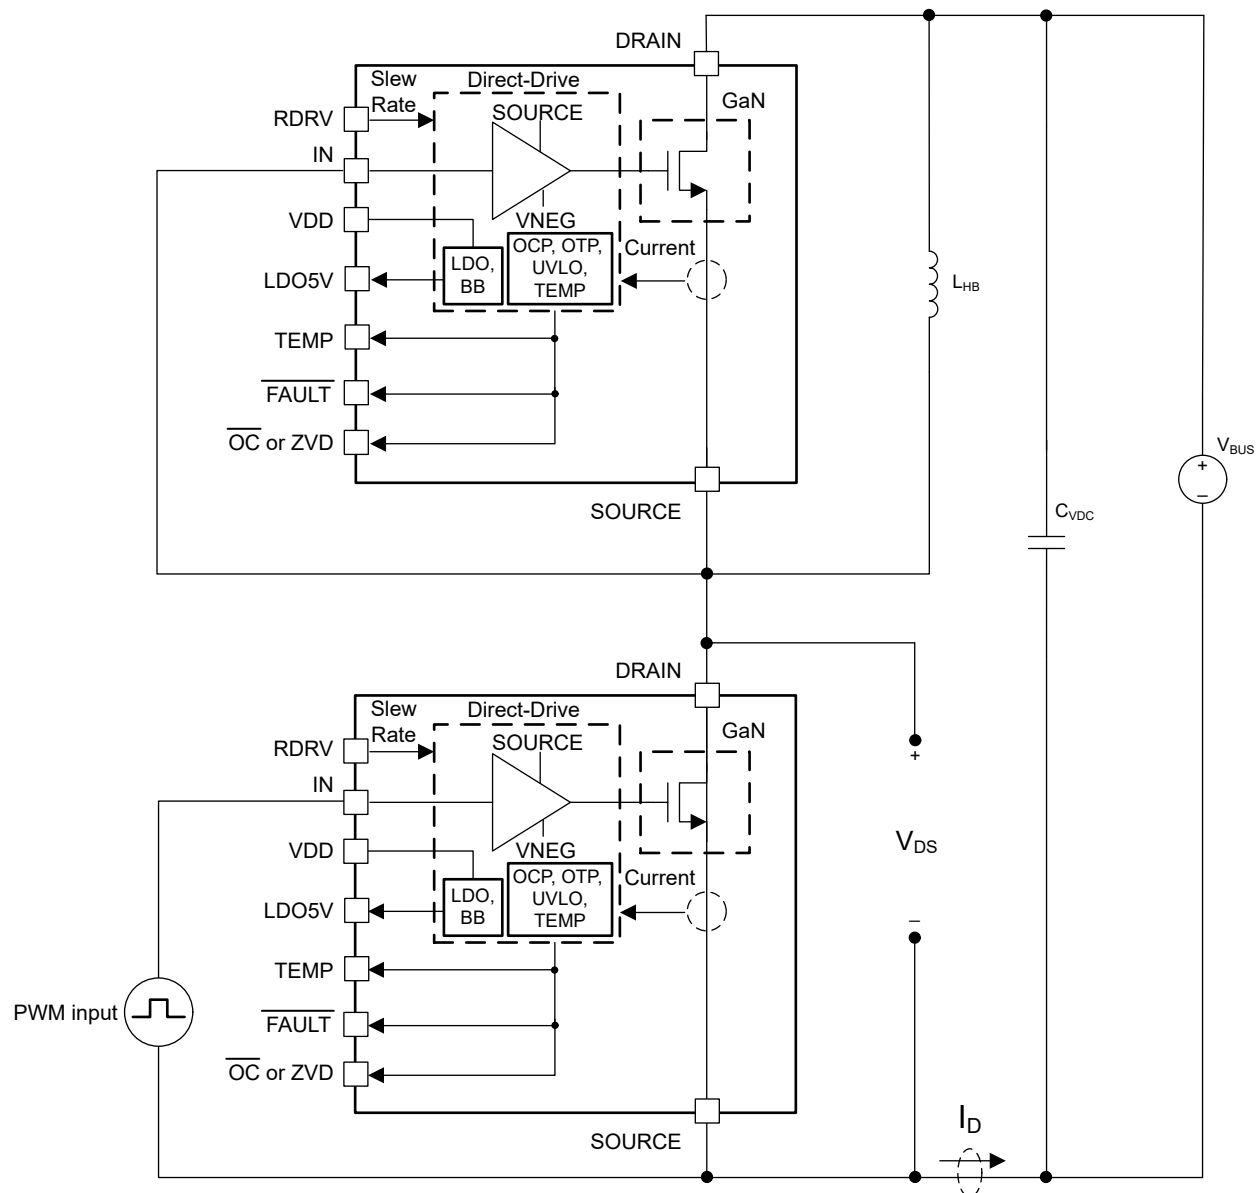 DRAIN
Slew
Rate
Direct-Drive
SOURCE
GaN
RDRV
IN
VDD
VNEG
LDO5V
LDO,
BB
OCP, OTP,
UVLO,
TEMP
Current
TEMP
FAULT
OC or ZVD
SOURCE
LHB
VBUS
+
–
CVDC
DRAIN
Slew
Rate
Direct-Drive
SOURCE
GaN
RDRV
IN
VDD
VNEG
LDO5V
LDO,
BB
OCP, OTP,
UVLO,
TEMP
Current
TEMP
FAULT
OC or ZVD
SOURCE
PWM input
+
VDS
–
ID